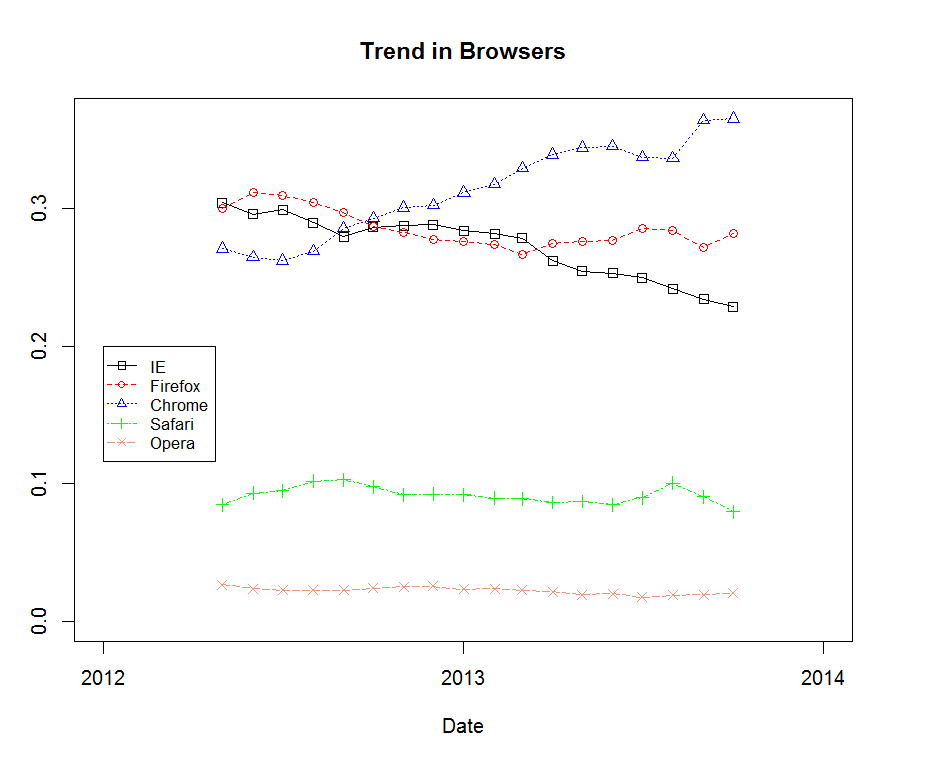 Trend in Browsers
0.3
0.2
0.1
0.0
IE
Firefox
Chrome
Safari
Opera
2012 2013 2014
Date